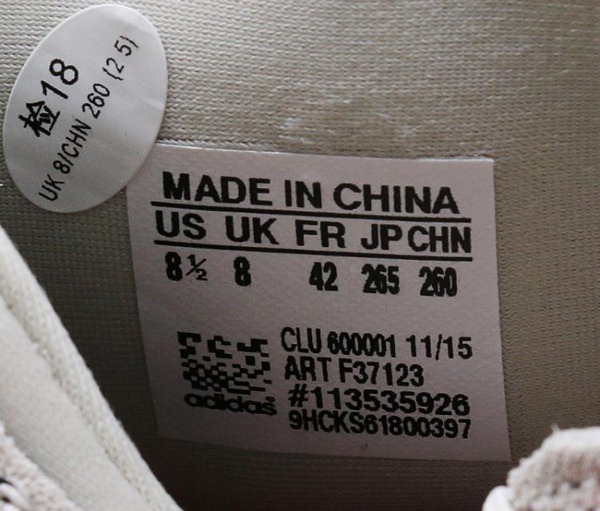 检18
UK 8/CHN 260 (2 5)
MADE IN CHINA
US UK FR JP CHN
8½ 8 42 265 260
CLU 600001 11/15
ART F37123
#113535926
adidas
9HCKS61800397